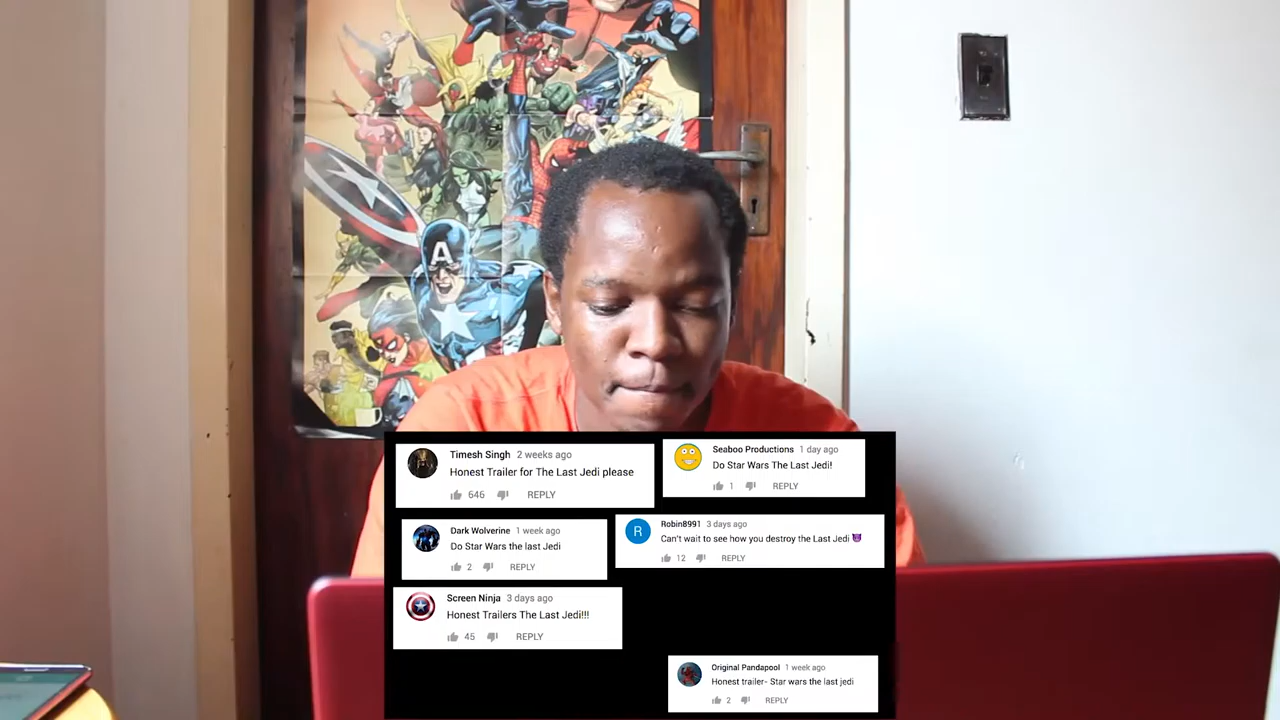 A
Timesh Singh 2 weeks ago
Honest Trailer for The Last Jedi please
646 REPLY
Seaboo Productions 1 day ago
Do Star Wars The Last Jedi!
1 REPLY
Dark Wolverine 1 week ago
Do Star Wars the last Jedi
2 REPLY
R
Robin8991 3 days ago
Can't wait to see how you destroy the Last Jedi 😈
12 REPLY
Screen Ninja 3 days ago
Honest Trailers The Last Jedi!!!
45 REPLY
Original Pandapool 1 week ago
Honest trailer- Star wars the last jedi
2 REPLY